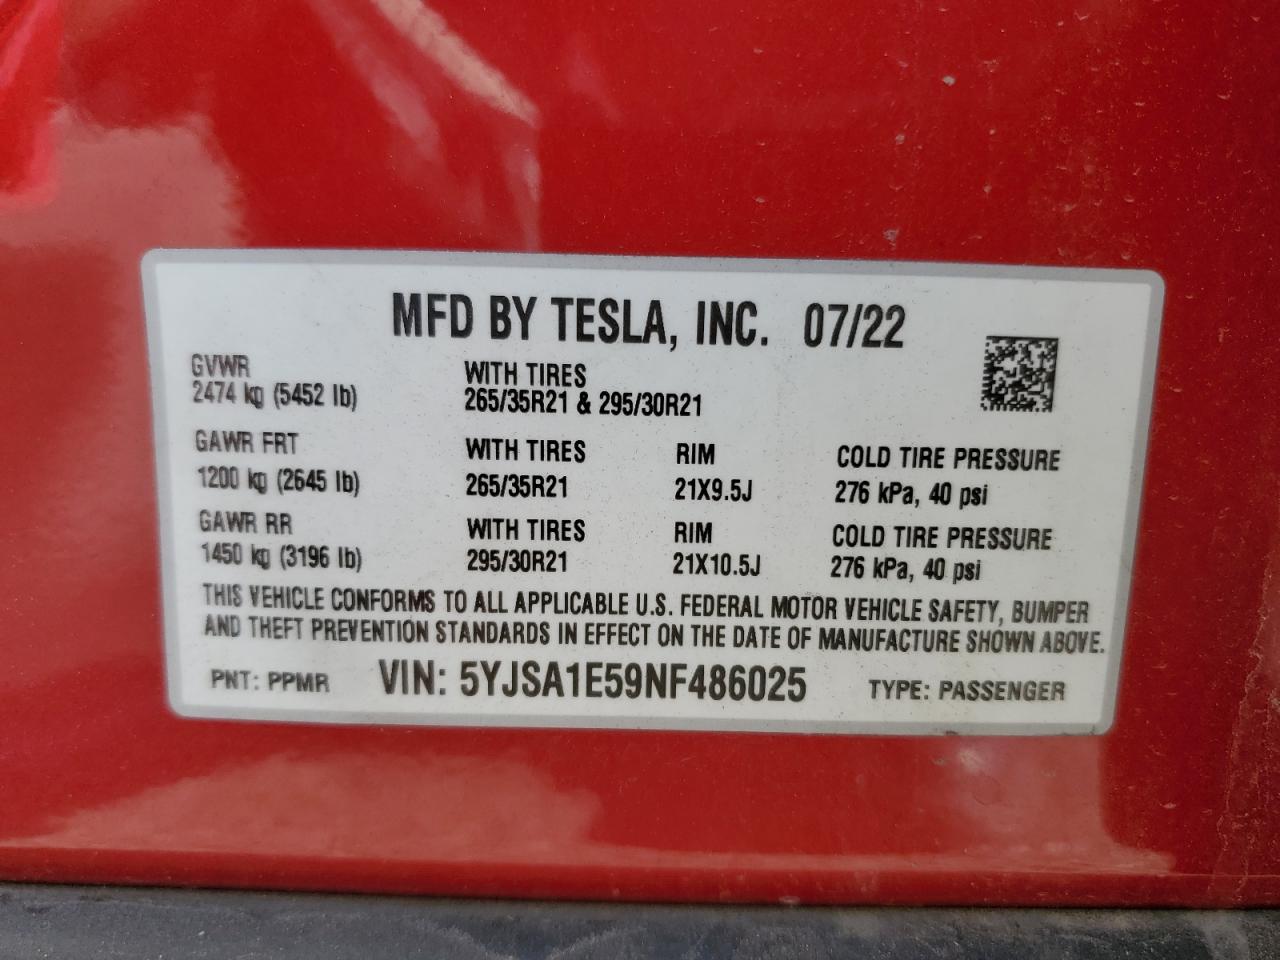 MFD BY TESLA, INC. 07/22
GVWR WITH TIRES
2474 kg (5452 lb) 265/35R21 & 295/30R21
GAWR FRT WITH TIRES RIM COLD TIRE PRESSURE
1200 kg (2645 lb) 265/35R21 21X9.5J 276 kPa, 40 psi
GAWR RR WITH TIRES RIM COLD TIRE PRESSURE
1450 kg (3196 lb) 295/30R21 21X10.5J 276 kPa, 40 psi
THIS VEHICLE CONFORMS TO ALL APPLICABLE U.S. FEDERAL MOTOR VEHICLE SAFETY, BUMPER
AND THEFT PREVENTION STANDARDS IN EFFECT ON THE DATE OF MANUFACTURE SHOWN ABOVE.
PNT: PPMR VIN: 5YJSA1E59NF486025 TYPE: PASSENGER